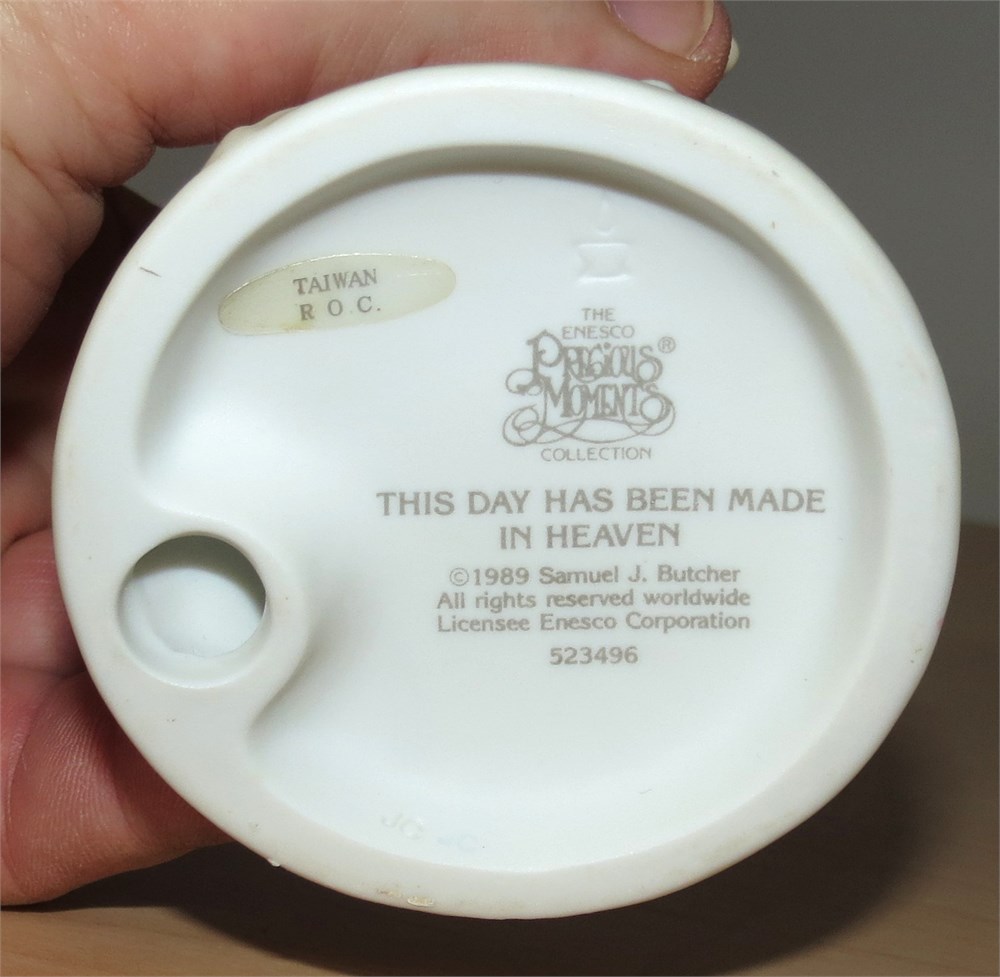 TAIWAN
R O C.
THE
ENESCO
PRECIOUS ®
MOMENTS
COLLECTION
THIS DAY HAS BEEN MADE
IN HEAVEN
©1989 Samuel J. Butcher
All rights reserved worldwide
Licensee Enesco Corporation
523496